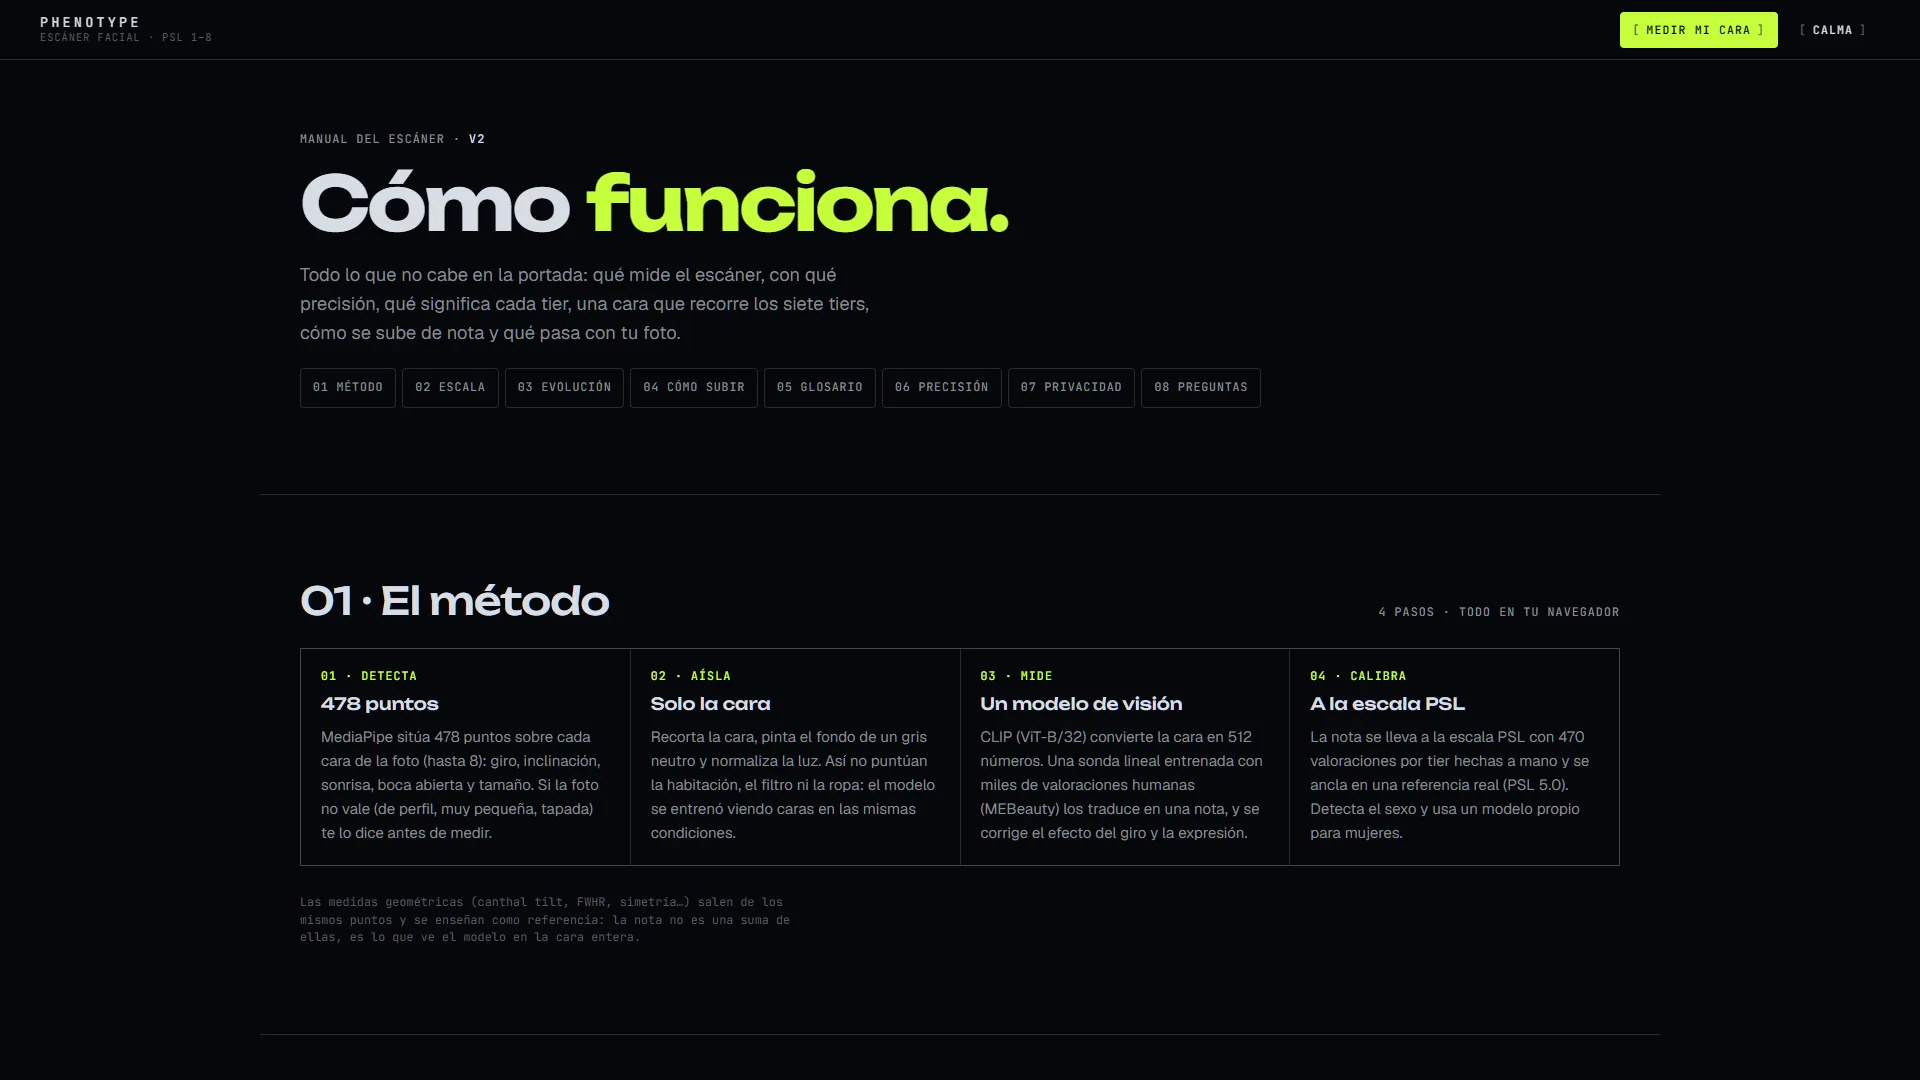 PHENOTYPE
ESCÁNER FACIAL · PSL 1–8
[ MEDIR MI CARA ]
[ CALMA ]
MANUAL DEL ESCÁNER · V2
Cómo funciona.
Todo lo que no cabe en la portada: qué mide el escáner, con qué
precisión, qué significa cada tier, una cara que recorre los siete tiers,
cómo se sube de nota y qué pasa con tu foto.
01 MÉTODO
02 ESCALA
03 EVOLUCIÓN
04 CÓMO SUBIR
05 GLOSARIO
06 PRECISIÓN
07 PRIVACIDAD
08 PREGUNTAS
01 · El método
4 PASOS · TODO EN TU NAVEGADOR
01 · DETECTA
478 puntos
MediaPipe sitúa 478 puntos sobre cada
cara de la foto (hasta 8): giro, inclinación,
sonrisa, boca abierta y tamaño. Si la foto
no vale (de perfil, muy pequeña, tapada)
te lo dice antes de medir.
02 · AÍSLA
Solo la cara
Recorta la cara, pinta el fondo de un gris
neutro y normaliza la luz. Así no puntúan
la habitación, el filtro ni la ropa: el modelo
se entrenó viendo caras en las mismas
condiciones.
03 · MIDE
Un modelo de visión
CLIP (ViT-B/32) convierte la cara en 512
números. Una sonda lineal entrenada con
miles de valoraciones humanas
(MEBeauty) los traduce en una nota, y se
corrige el efecto del giro y la expresión.
04 · CALIBRA
A la escala PSL
La nota se lleva a la escala PSL con 470
valoraciones por tier hechas a mano y se
ancla en una referencia real (PSL 5.0).
Detecta el sexo y usa un modelo propio
para mujeres.
Las medidas geométricas (canthal tilt, FWHR, simetría…) salen de los
mismos puntos y se enseñan como referencia: la nota no es una suma de
ellas, es lo que ve el modelo en la cara entera.